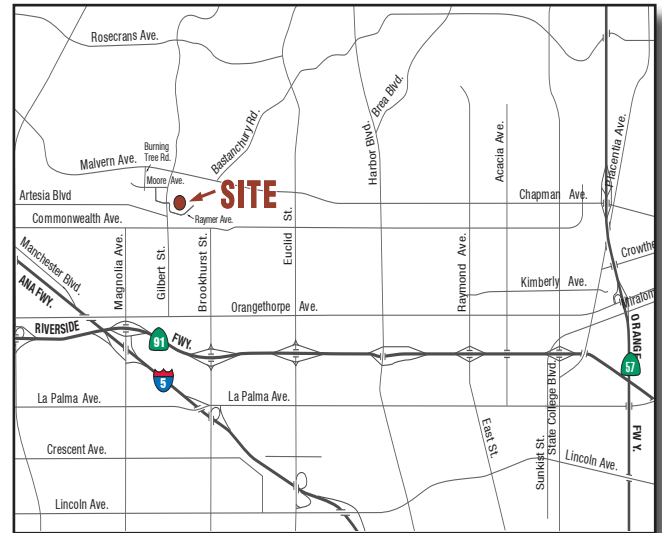 Rosecrans Ave.
Brea Blvd.
Bastanchury Rd.
Harbor Blvd.
Acacia Ave.
Placentia Ave.
Burning
Tree Rd.
Malvern Ave.
Moore Ave.
SITE
Artesia Blvd
Chapman Ave.
Raymer Ave.
Commonwealth Ave.
Euclid St.
Manchester Blvd.
ANA FWY.
Magnolia Ave.
Gilbert St.
Brookhurst St.
Raymond Ave.
Crowthe
Kimberly Ave.
Miralom
Orangethorpe Ave.
RIVERSIDE
91
FWY.
ORANGE
57
FWY.
5
State College Blvd.
La Palma Ave.
La Palma Ave.
East St.
Sunkist St.
Crescent Ave.
Lincoln Ave.
Lincoln Ave.